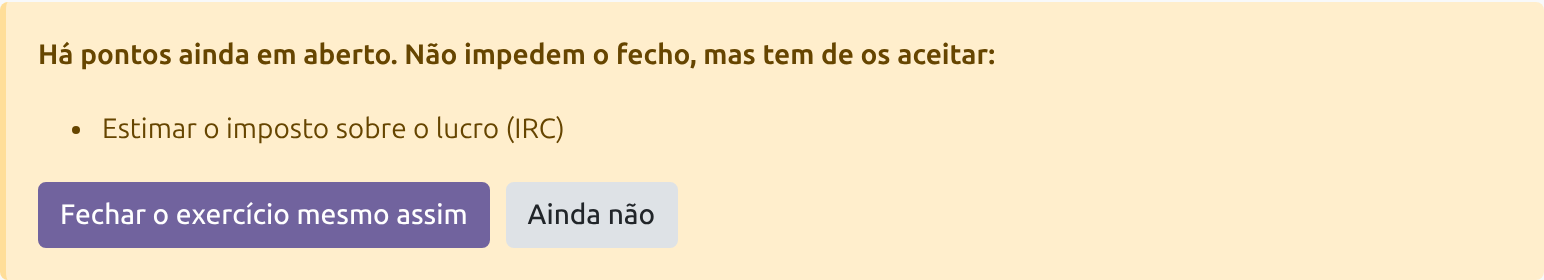 Há pontos ainda em aberto. Não impedem o fecho, mas tem de os aceitar:
• Estimar o imposto sobre o lucro (IRC)
Fechar o exercício mesmo assim
Ainda não